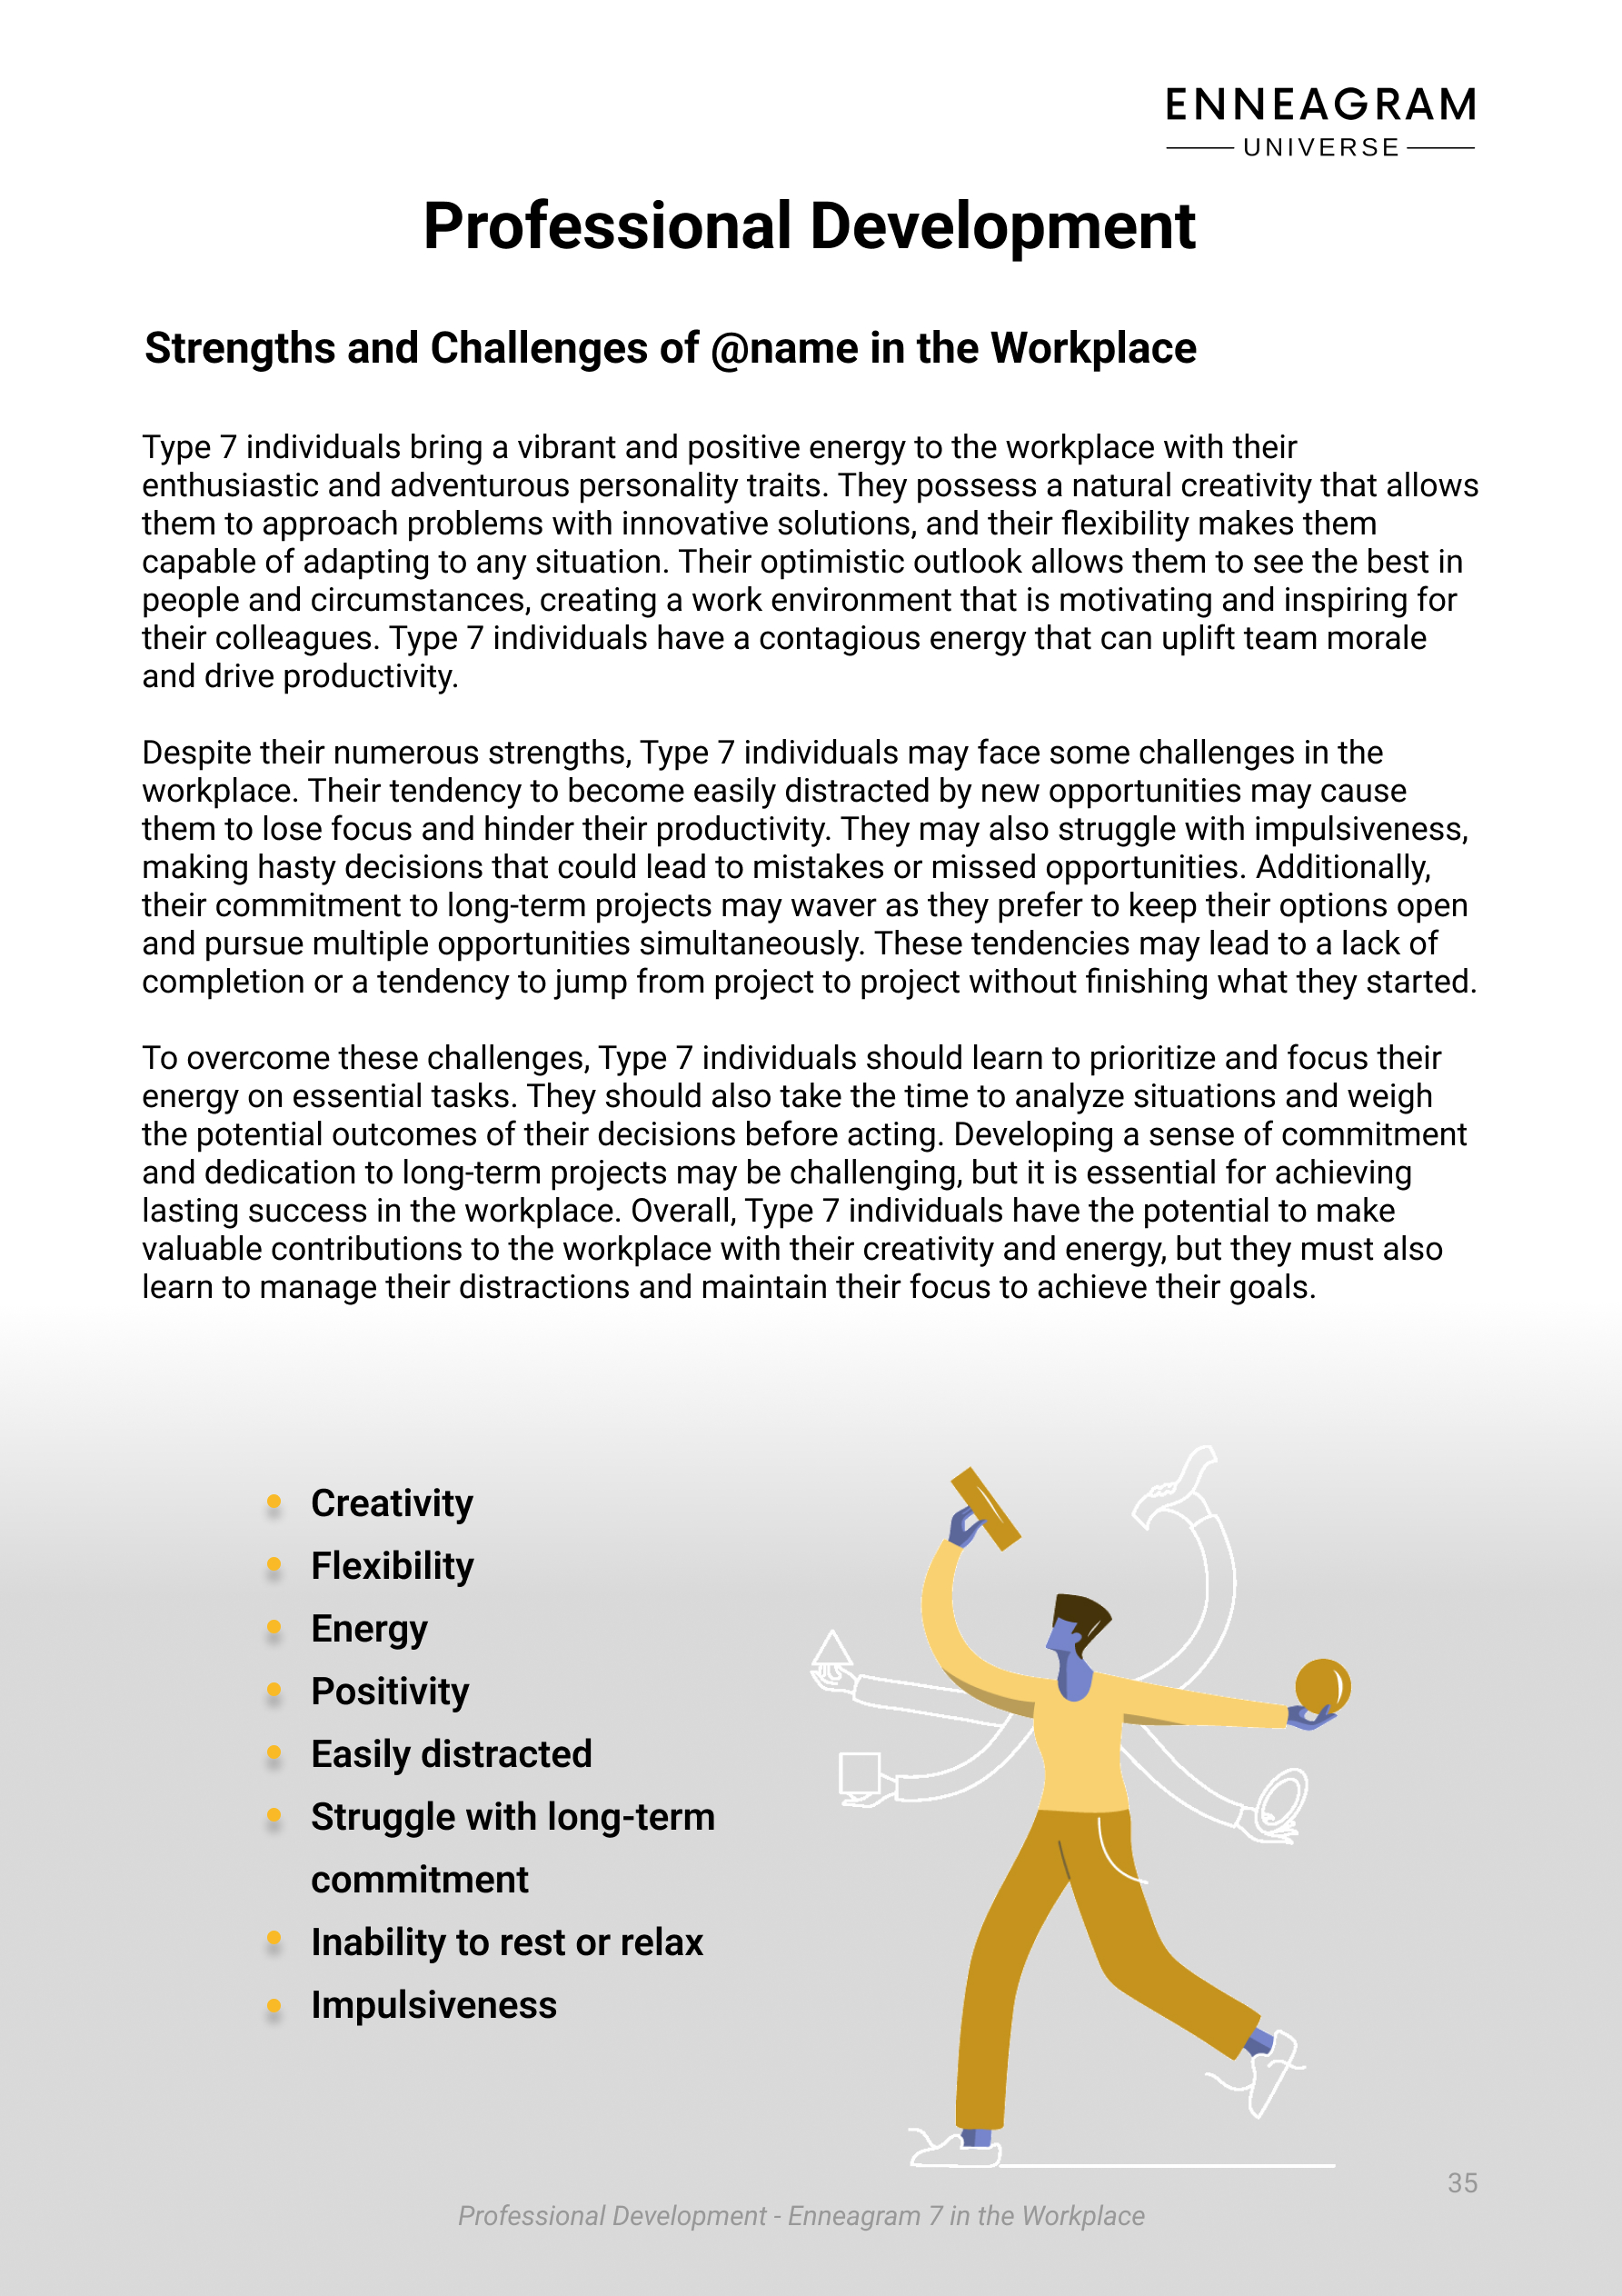 ENNEAGRAM
UNIVERSE
Professional Development
Strengths and Challenges of @name in the Workplace
Type 7 individuals bring a vibrant and positive energy to the workplace with their
enthusiastic and adventurous personality traits. They possess a natural creativity that allows
them to approach problems with innovative solutions, and their flexibility makes them
capable of adapting to any situation. Their optimistic outlook allows them to see the best in
people and circumstances, creating a work environment that is motivating and inspiring for
their colleagues. Type 7 individuals have a contagious energy that can uplift team morale
and drive productivity.
Despite their numerous strengths, Type 7 individuals may face some challenges in the
workplace. Their tendency to become easily distracted by new opportunities may cause
them to lose focus and hinder their productivity. They may also struggle with impulsiveness,
making hasty decisions that could lead to mistakes or missed opportunities. Additionally,
their commitment to long-term projects may waver as they prefer to keep their options open
and pursue multiple opportunities simultaneously. These tendencies may lead to a lack of
completion or a tendency to jump from project to project without finishing what they started.
To overcome these challenges, Type 7 individuals should learn to prioritize and focus their
energy on essential tasks. They should also take the time to analyze situations and weigh
the potential outcomes of their decisions before acting. Developing a sense of commitment
and dedication to long-term projects may be challenging, but it is essential for achieving
lasting success in the workplace. Overall, Type 7 individuals have the potential to make
valuable contributions to the workplace with their creativity and energy, but they must also
learn to manage their distractions and maintain their focus to achieve their goals.
Creativity
Flexibility
Energy
Positivity
Easily distracted
Struggle with long-term
commitment
Inability to rest or relax
Impulsiveness
35
Professional Development - Enneagram 7 in the Workplace